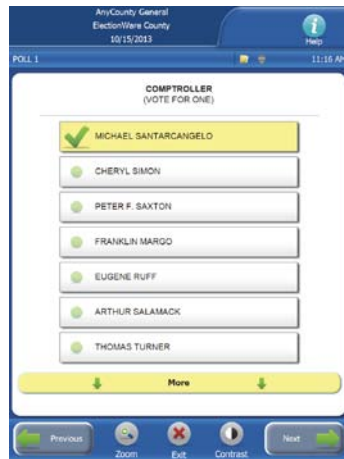 AnyCounty General
ElectionWare County
10/15/2013
Help
POLL 1
11:16 AM
COMPTROLLER
(VOTE FOR ONE)
MICHAEL SANTARCANGELO
CHERYL SIMON
PETER F. SAXTON
FRANKLIN MARGO
EUGENE RUFF
ARTHUR SALAMACK
THOMAS TURNER
More
Previous
Zoom
Exit
Contrast
Next